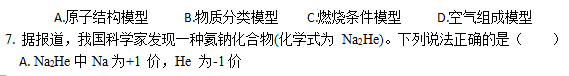 A.原子结构模型 B.物质分类模型 C.燃烧条件模型 D.空气组成模型
7. 据报道，我国科学家发现一种氦钠化合物(化学式为 Na2He)。下列说法正确的是（ ）
A. Na2He 中 Na 为+1 价，He 为-1 价